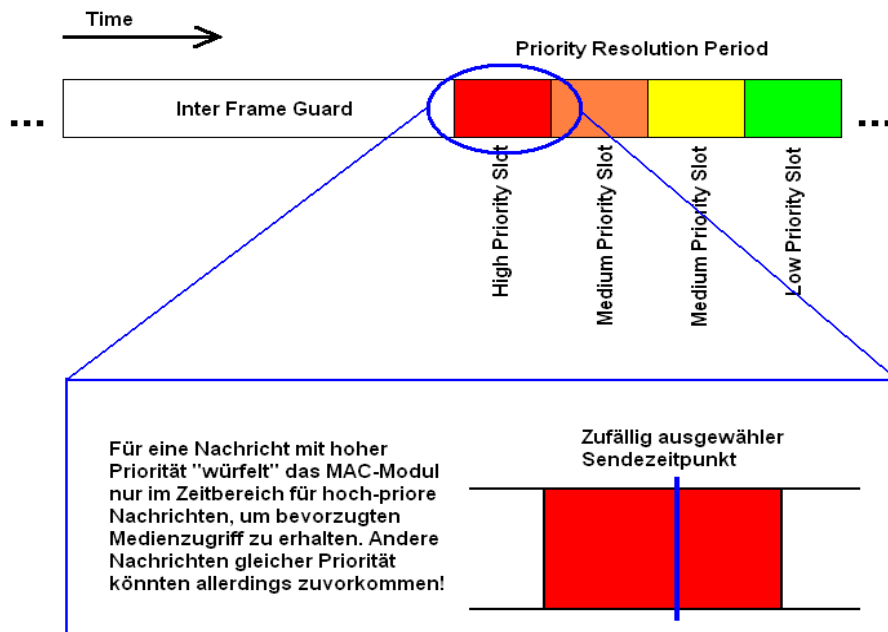 Time
Priority Resolution Period
...
Inter Frame Guard
...
High Priority Slot
Medium Priority Slot
Medium Priority Slot
Low Priority Slot
Für eine Nachricht mit hoher
Priorität "würfelt" das MAC-Modul
nur im Zeitbereich für hoch-priore
Nachrichten, um bevorzugten
Medienzugriff zu erhalten. Andere
Nachrichten gleicher Priorität
könnten allerdings zuvorkommen!
Zufällig ausgewähler
Sendezeitpunkt